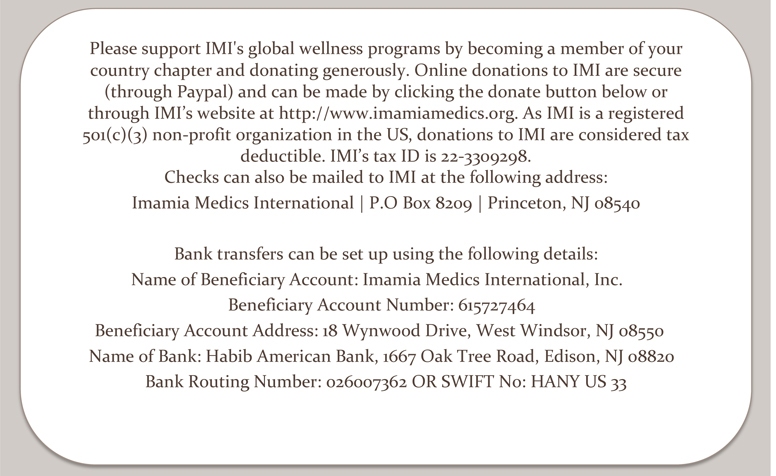 Please support IMI's global wellness programs by becoming a member of your
country chapter and donating generously. Online donations to IMI are secure
(through Paypal) and can be made by clicking the donate button below or
through IMI’s website at http://www.imamiamedics.org. As IMI is a registered
501(c)(3) non-profit organization in the US, donations to IMI are considered tax
deductible. IMI’s tax ID is 22-3309298.
Checks can also be mailed to IMI at the following address:
Imamia Medics International | P.O Box 8209 | Princeton, NJ 08540
Bank transfers can be set up using the following details:
Name of Beneficiary Account: Imamia Medics International, Inc.
Beneficiary Account Number: 615727464
Beneficiary Account Address: 18 Wynwood Drive, West Windsor, NJ 08550
Name of Bank: Habib American Bank, 1667 Oak Tree Road, Edison, NJ 08820
Bank Routing Number: 026007362 OR SWIFT No: HANY US 33